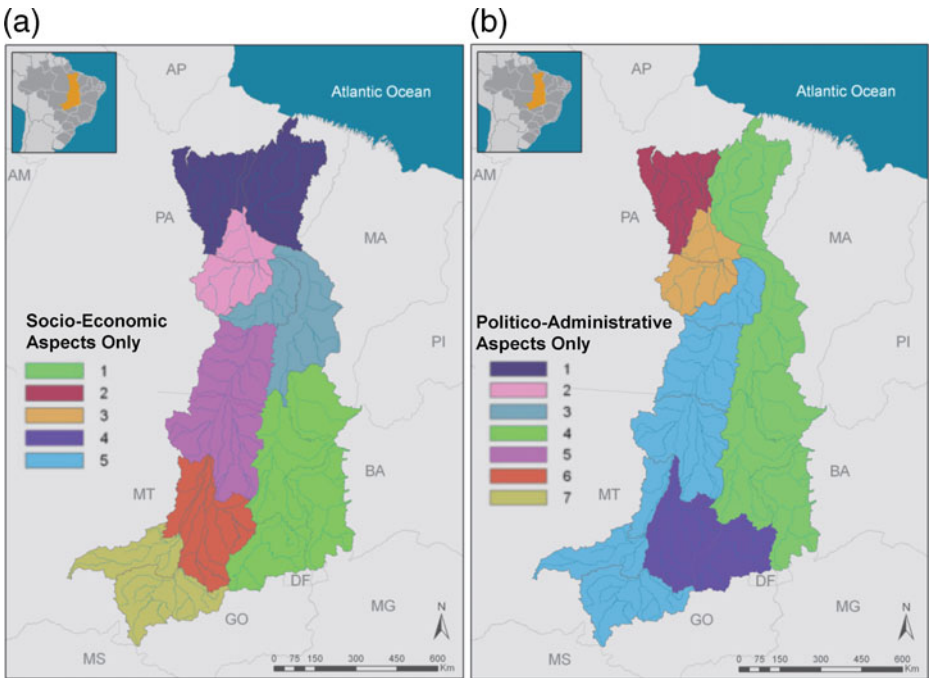 (a)
AP
Atlantic Ocean
AM
PA
MA
Socio-Economic
Aspects Only
1
2
3
4
5
PI
BA
MT
DF
GO
MG
MS
N
0 75 150 300 450 600
Km
(b)
AP
Atlantic Ocean
AM
PA
MA
Politico-Administrative
Aspects Only
1
2
3
4
5
6
7
PI
BA
MT
DF
GO
MG
MS
N
0 75 150 300 450 600
Km